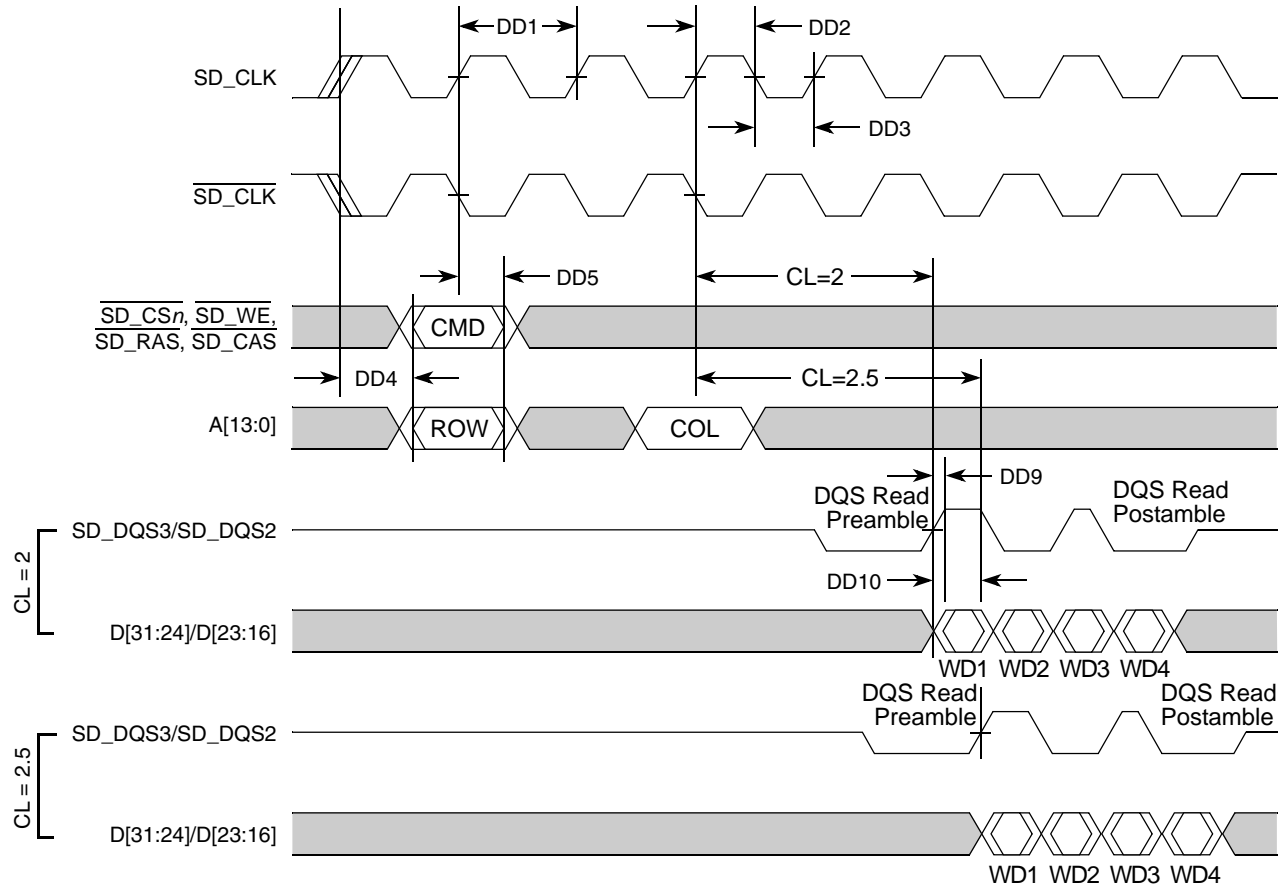 DD1
DD2
SD_CLK
DD3
SD_CLK
CL=2
DD5
SD_CSn, SD_WE,
SD_RAS, SD_CAS
CMD
DD4
CL=2.5
A[13:0]
ROW
COL
DD9
DQS Read
Preamble
DQS Read
Postamble
SD_DQS3/SD_DQS2
CL = 2
DD10
D[31:24]/D[23:16]
WD1 WD2 WD3 WD4
DQS Read
Preamble
DQS Read
Postamble
SD_DQS3/SD_DQS2
CL = 2.5
D[31:24]/D[23:16]
WD1 WD2 WD3 WD4